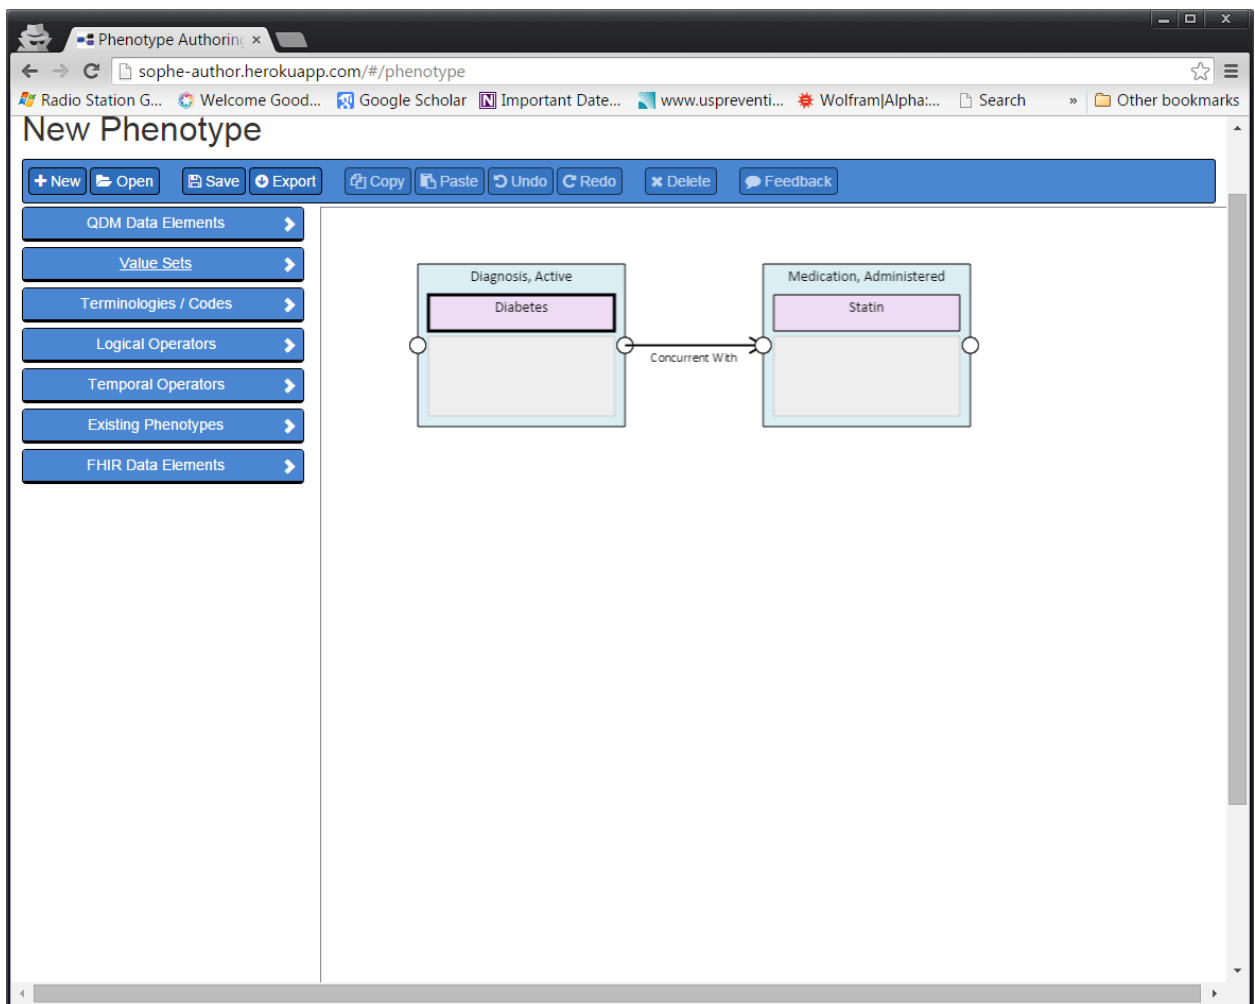 Phenotype Authoring
sophe-author.herokuapp.com/#/phenotype
Radio Station G... Welcome Good... Google Scholar Important Date... www.uspreventi... Wolfram|Alpha:... Search » Other bookmarks
New Phenotype
New Open Save Export Copy Paste Undo Redo Delete Feedback
QDM Data Elements
Value Sets
Terminologies / Codes
Logical Operators
Temporal Operators
Existing Phenotypes
FHIR Data Elements
Diagnosis, Active
Diabetes
Concurrent With
Medication, Administered
Statin